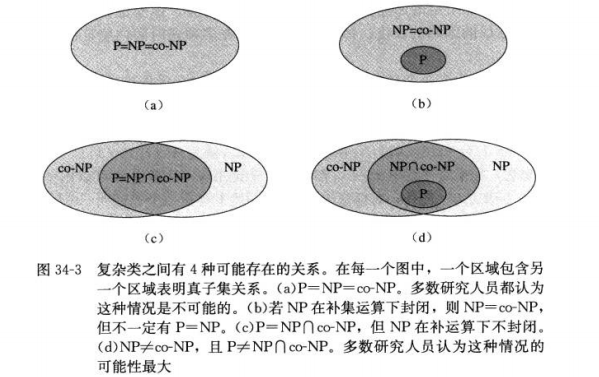 P=NP=co-NP
NP=co-NP
P
(a)
(b)
co-NP
P=NP∩co-NP
NP
co-NP
NP∩co-NP
NP
P
(c)
(d)
图 34-3 复杂类之间有 4 种可能存在的关系。在每一个图中，一个区域包含另
一个区域表明真子集关系。(a)P=NP=co-NP。多数研究人员都认为
这种情况是不可能的。(b)若 NP 在补集运算下封闭，则 NP=co-NP，
但不一定有 P=NP。(c)P=NP∩co-NP，但 NP 在补运算下不封闭。
(d)NP≠co-NP，且 P≠NP∩co-NP。多数研究人员认为这种情况的
可能性最大